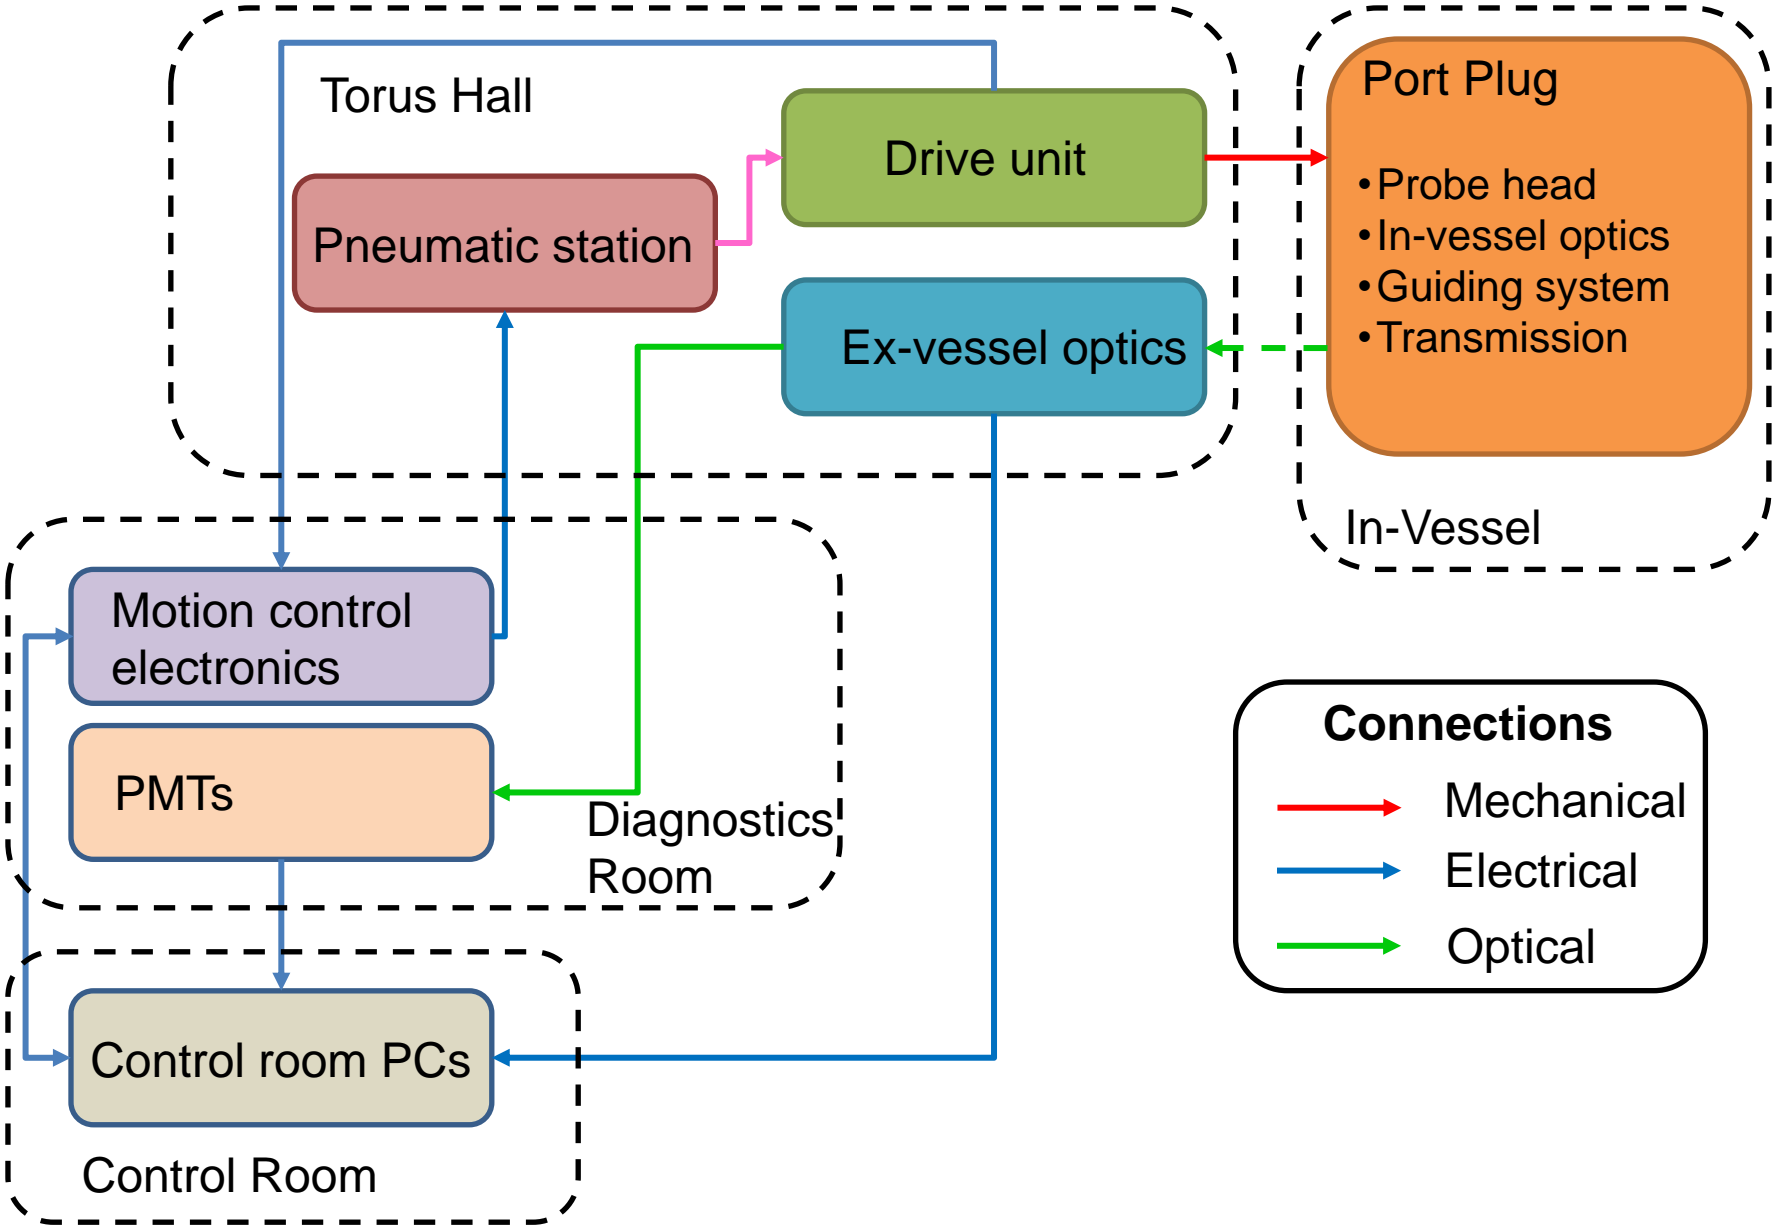 Torus Hall
Drive unit
Pneumatic station
Ex-vessel optics
Port Plug
•Probe head
•In-vessel optics
•Guiding system
•Transmission
In-Vessel
Motion control
electronics
PMTs
Diagnostics
Room
Control room PCs
Control Room
Connections
Mechanical
Electrical
Optical